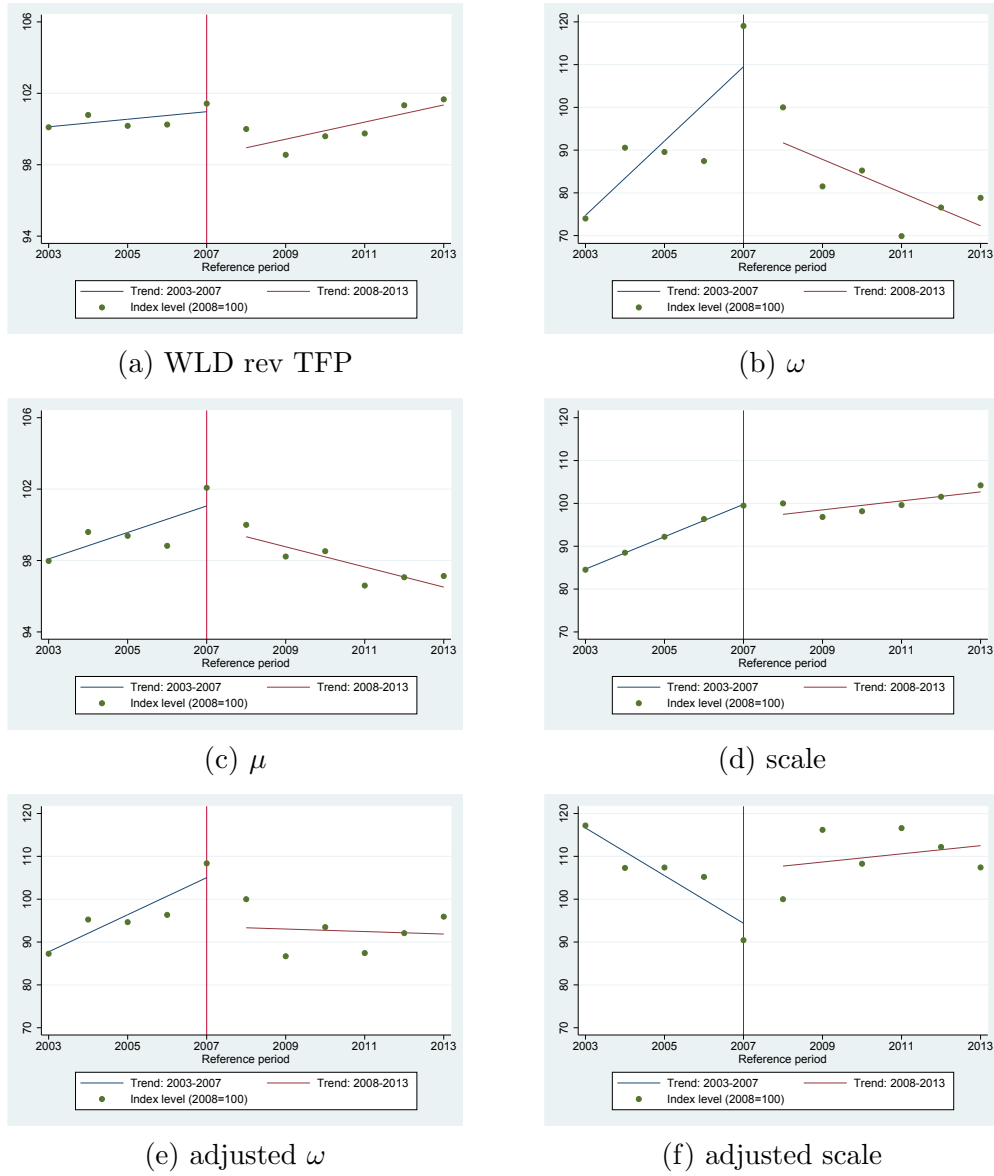 106
102
98
94
2003 2005 2007 2009 2011 2013
Reference period
Trend: 2003-2007 Trend: 2008-2013
Index level (2008=100)
(a) WLD rev TFP
120
110
100
90
80
70
2003 2005 2007 2009 2011 2013
Reference period
Trend: 2003-2007 Trend: 2008-2013
Index level (2008=100)
(b) ω
106
102
98
94
2003 2005 2007 2009 2011 2013
Reference period
Trend: 2003-2007 Trend: 2008-2013
Index level (2008=100)
(c) μ
120
110
100
90
80
70
2003 2005 2007 2009 2011 2013
Reference period
Trend: 2003-2007 Trend: 2008-2013
Index level (2008=100)
(d) scale
120
110
100
90
80
70
2003 2005 2007 2009 2011 2013
Reference period
Trend: 2003-2007 Trend: 2008-2013
Index level (2008=100)
(e) adjusted ω
120
110
100
90
80
70
2003 2005 2007 2009 2011 2013
Reference period
Trend: 2003-2007 Trend: 2008-2013
Index level (2008=100)
(f) adjusted scale